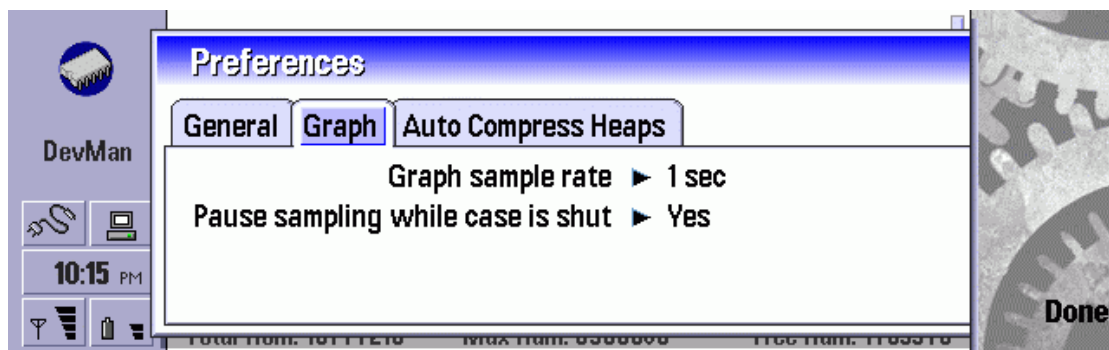 Preferences
General Graph Auto Compress Heaps
DevMan
Graph sample rate 1 sec
Pause sampling while case is shut Yes
10:15 PM
Done